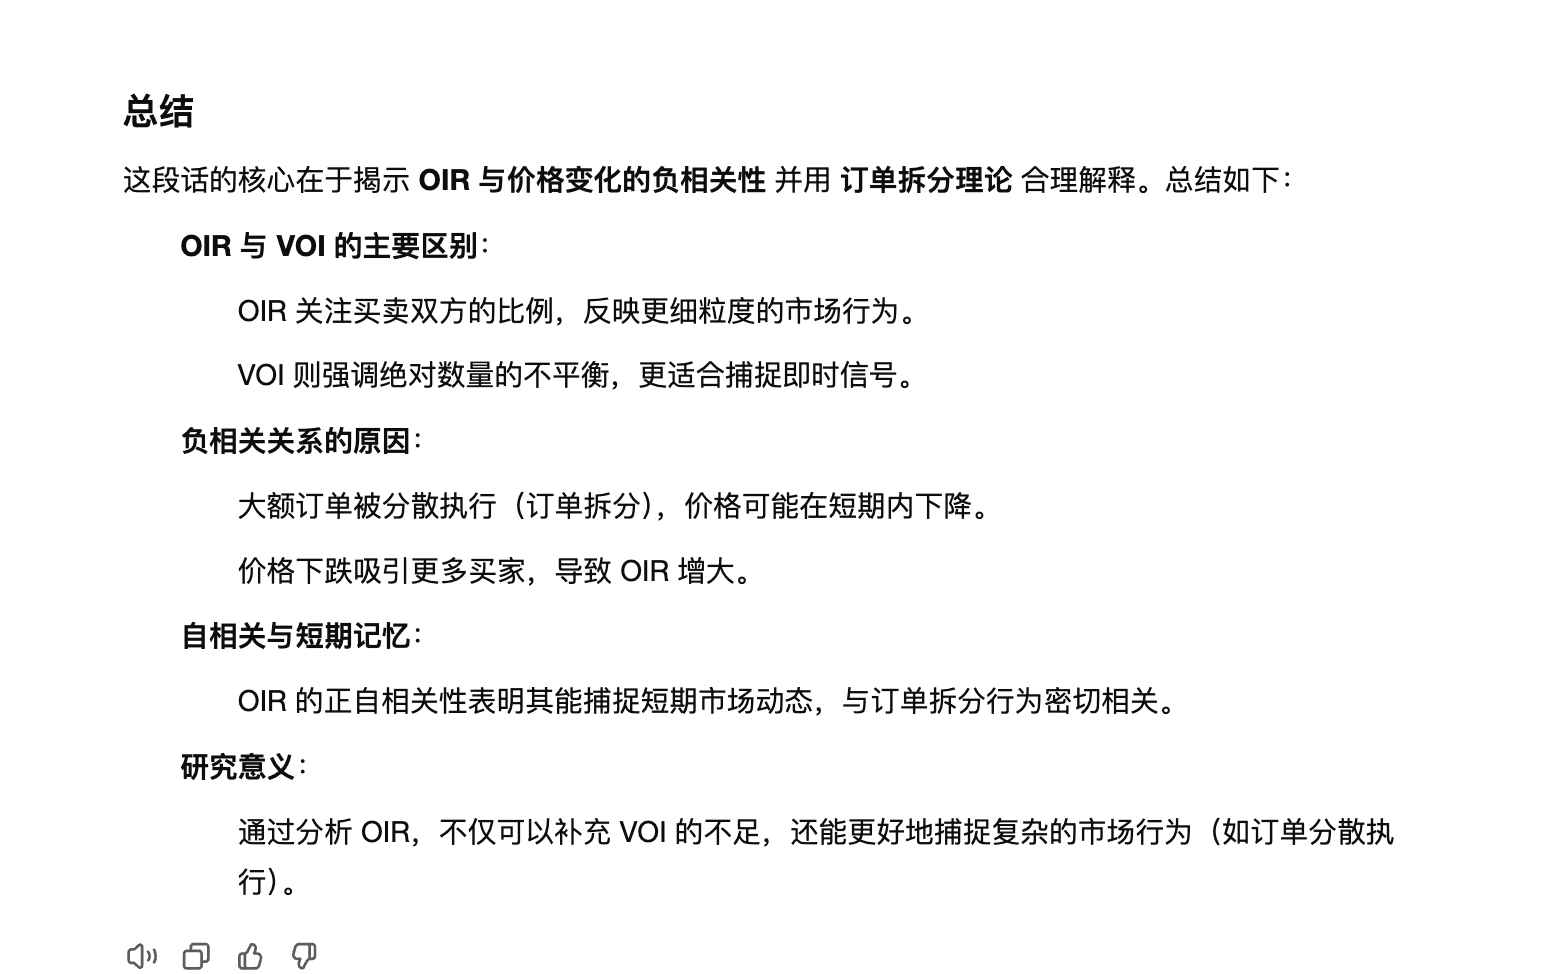 总结
这段话的核心在于揭示 OIR 与价格变化的负相关性 并用 订单拆分理论 合理解释。总结如下：
OIR 与 VOI 的主要区别：
OIR 关注买卖双方的比例，反映更细粒度的市场行为。
VOI 则强调绝对数量的不平衡，更适合捕捉即时信号。
负相关关系的原因：
大额订单被分散执行（订单拆分），价格可能在短期内下降。
价格下跌吸引更多买家，导致 OIR 增大。
自相关与短期记忆：
OIR 的正自相关性表明其能捕捉短期市场动态，与订单拆分行为密切相关。
研究意义：
通过分析 OIR，不仅可以补充 VOI 的不足，还能更好地捕捉复杂的市场行为（如订单分散执
行）。